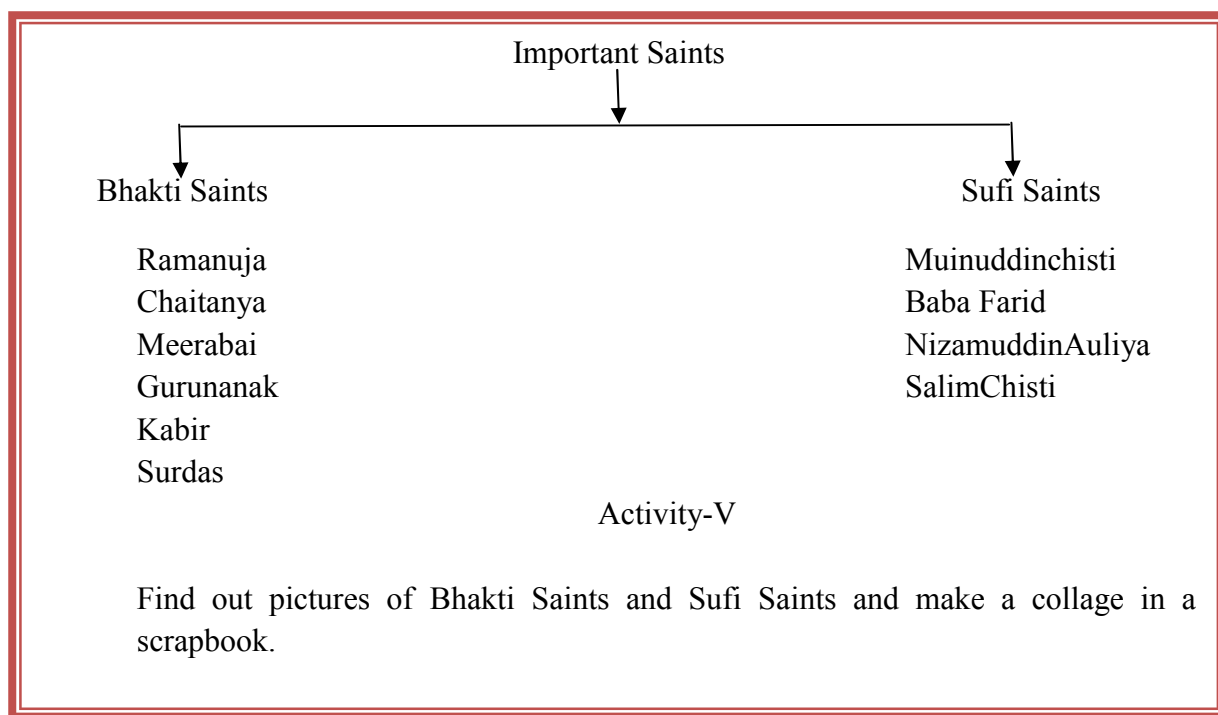 Important Saints
Bhakti Saints
Ramanuja
Chaitanya
Meerabai
Gurunanak
Kabir
Surdas
Sufi Saints
Muinuddinchisti
Baba Farid
NizamuddinAuliya
SalimChisti
Activity-V
Find out pictures of Bhakti Saints and Sufi Saints and make a collage in a
scrapbook.